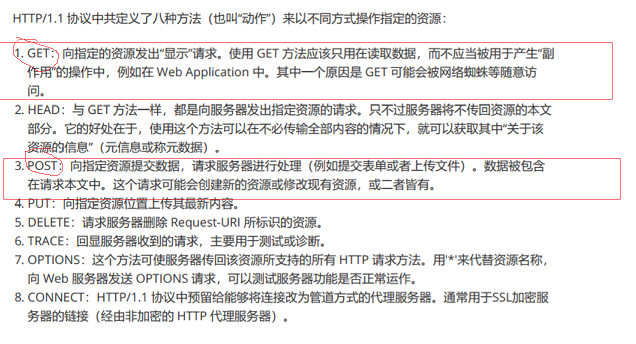 HTTP/1.1 协议中共定义了八种方法（也叫“动作”）来以不同方式操作指定的资源：
1. GET：向指定的资源发出“显示”请求。使用 GET 方法应该只用在读取数据，而不应当被用于产生“副
作用”的操作中，例如在 Web Application 中。其中一个原因是 GET 可能会被网络蜘蛛等随意访
问。
2. HEAD：与 GET 方法一样，都是向服务器发出指定资源的请求。只不过服务器将不传回资源的本文
部分。它的好处在于，使用这个方法可以在不必传输全部内容的情况下，就可以获取其中“关于该
资源的信息”（元信息或称元数据）。
3. POST：向指定资源提交数据，请求服务器进行处理（例如提交表单或者上传文件）。数据被包含
在请求本文中。这个请求可能会创建新的资源或修改现有资源，或二者皆有。
4. PUT：向指定资源位置上传其最新内容。
5. DELETE：请求服务器删除 Request-URI 所标识的资源。
6. TRACE：回显服务器收到的请求，主要用于测试或诊断。
7. OPTIONS：这个方法可使服务器传回该资源所支持的所有 HTTP 请求方法。用'*'来代替资源名称，
向 Web 服务器发送 OPTIONS 请求，可以测试服务器功能是否正常运作。
8. CONNECT：HTTP/1.1 协议中预留给能够将连接改为管道方式的代理服务器。通常用于SSL加密服
务器的链接（经由非加密的 HTTP 代理服务器）。